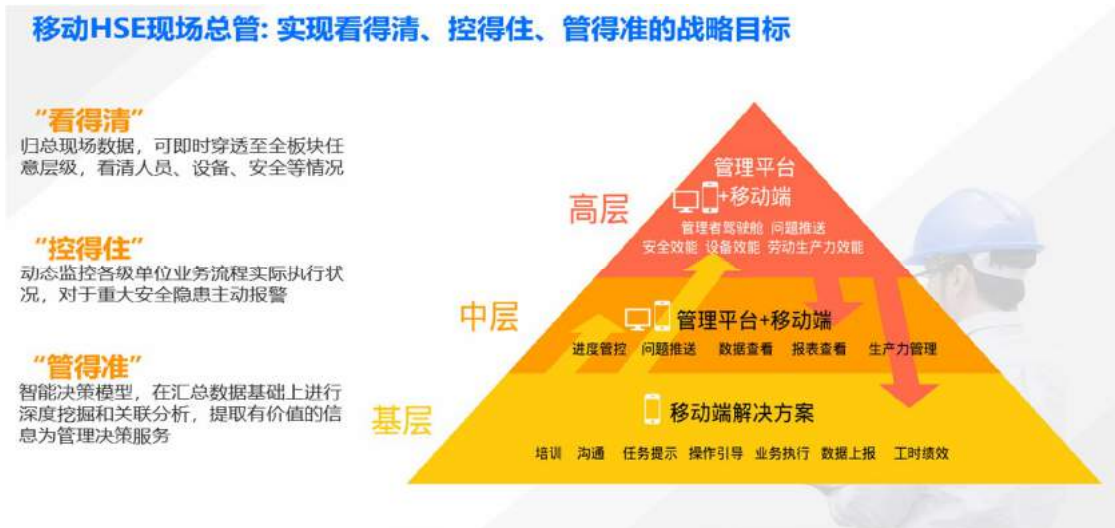 移动HSE现场总管: 实现看得清、控得住、管得准的战略目标
“看得清”
归总现场数据，可即时穿透至全板块任
意层级，看清人员、设备、安全等情况
“控得住”
动态监控各级单位业务流程实际执行状
况，对于重大安全隐患主动报警
“管得准”
智能决策模型，在汇总数据基础上进行
深度挖掘和关联分析，提取有价值的信
息为管理决策服务
高层
管理平台
+移动端
管理者驾驶舱 问题推送
安全效能 设备效能 劳动生产力效能
中层
管理平台+移动端
进度管控 问题推送 数据查看 报表查看 生产力管理
基层
移动端解决方案
培训 沟通 任务提示 操作引导 业务执行 数据上报 工时绩效